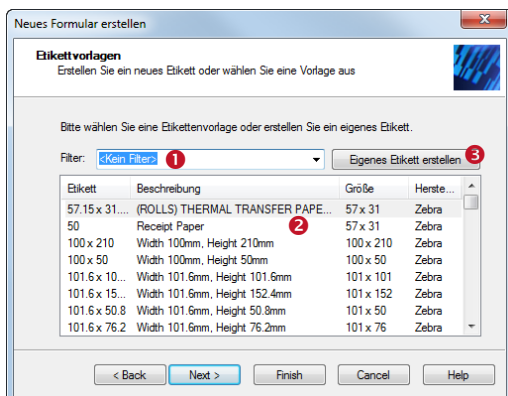 Neues Formular erstellen
Etikettvorlagen
Erstellen Sie ein neues Etikett oder wählen Sie eine Vorlage aus
Bitte wählen Sie eine Etikettenvorlage oder erstellen Sie ein eigenes Etikett.
Filter: <Kein Filter> 1 Eigenes Etikett erstellen 3
Etikett Beschreibung Größe Herste...
57.15 x 31.... (ROLLS) THERMAL TRANSFER PAPE... 57 x 31 Zebra
50 Receipt Paper 2 57 x 31 Zebra
100 x 210 Width 100mm, Height 210mm 100 x 210 Zebra
100 x 50 Width 100mm, Height 50mm 100 x 50 Zebra
101.6 x 10... Width 101.6mm, Height 101.6mm 101 x 101 Zebra
101.6 x 15... Width 101.6mm, Height 152.4mm 101 x 152 Zebra
101.6 x 50.8 Width 101.6mm, Height 50.8mm 101 x 50 Zebra
101.6 x 76.2 Width 101.6mm, Height 76.2mm 101 x 76 Zebra
< Back Next > Finish Cancel Help